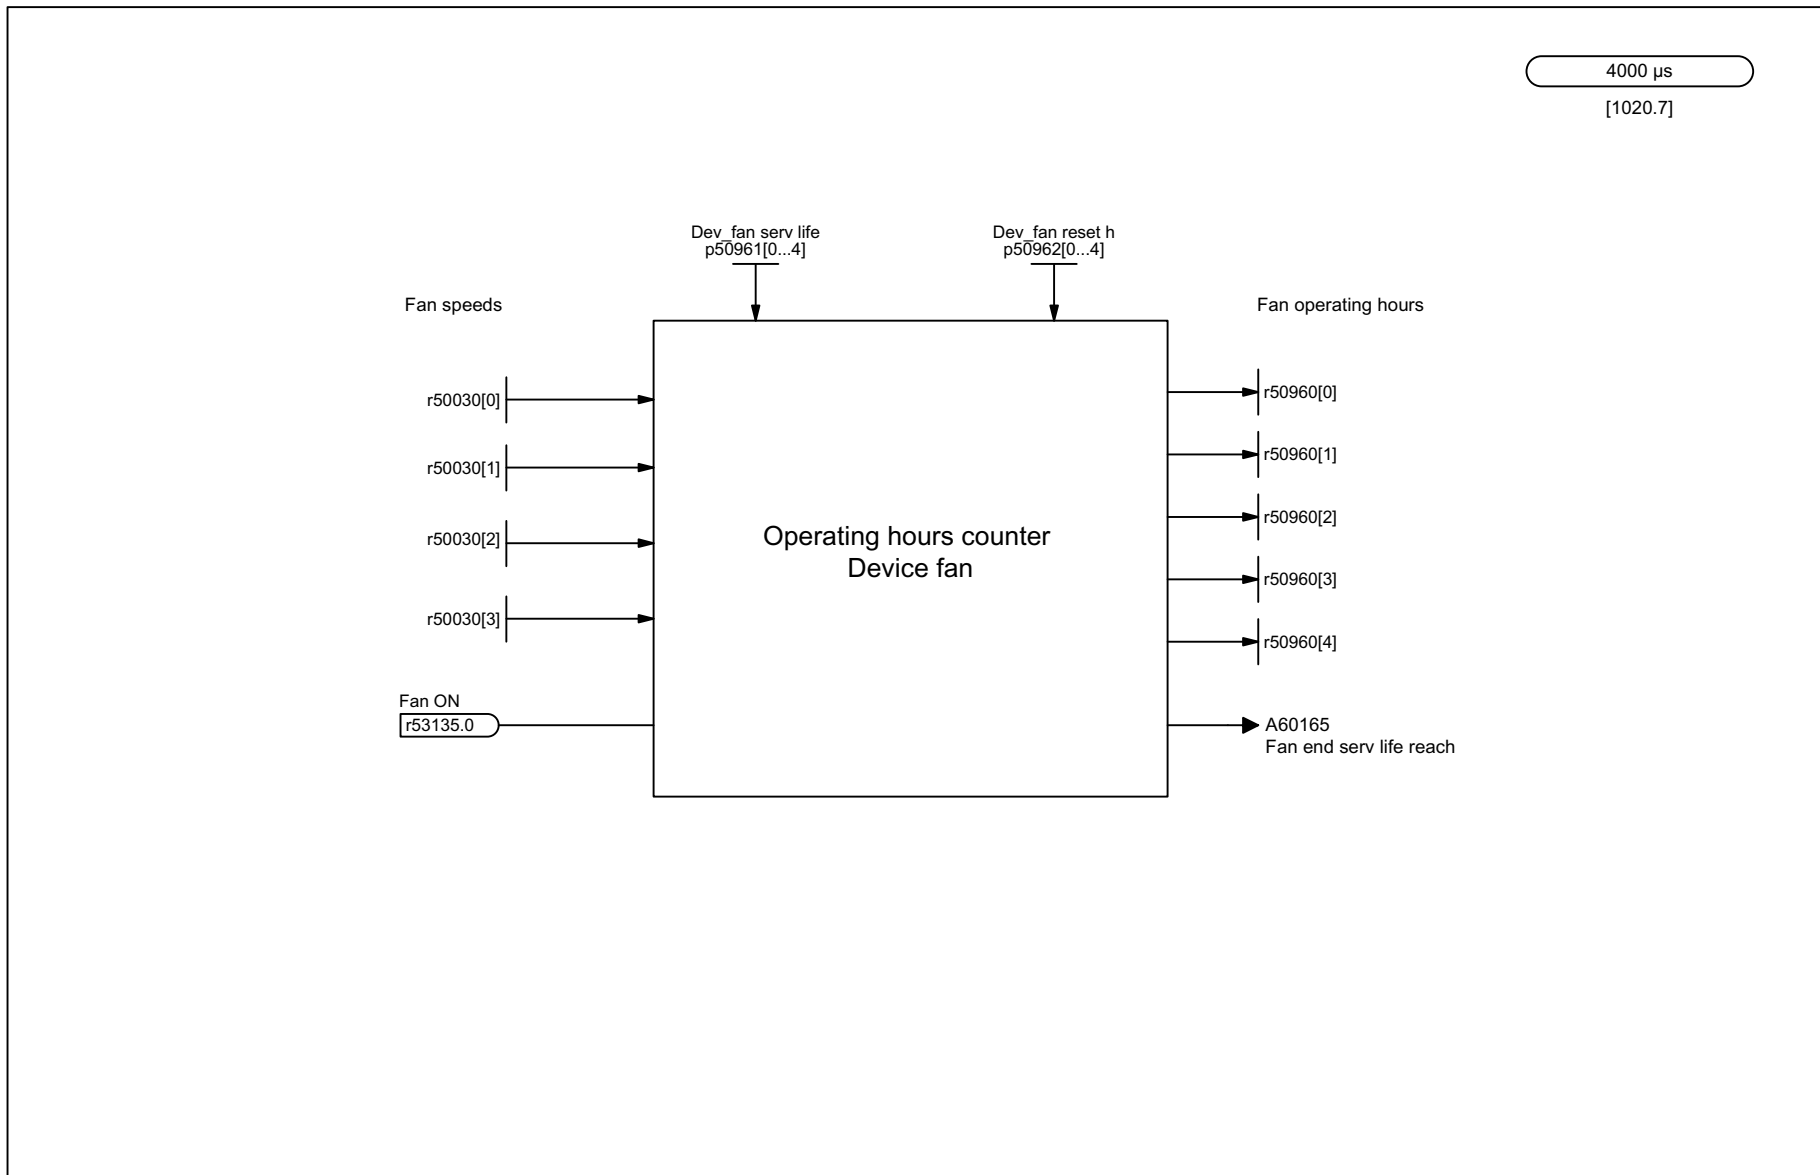 4000 µs
[1020.7]
Dev_fan serv life
p50961[0...4]
Dev_fan reset h
p50962[0...4]
Fan speeds
Fan operating hours
r50030[0]
r50030[1]
r50030[2]
r50030[3]
Fan ON
r53135.0
Operating hours counter
Device fan
r50960[0]
r50960[1]
r50960[2]
r50960[3]
r50960[4]
A60165
Fan end serv life reach